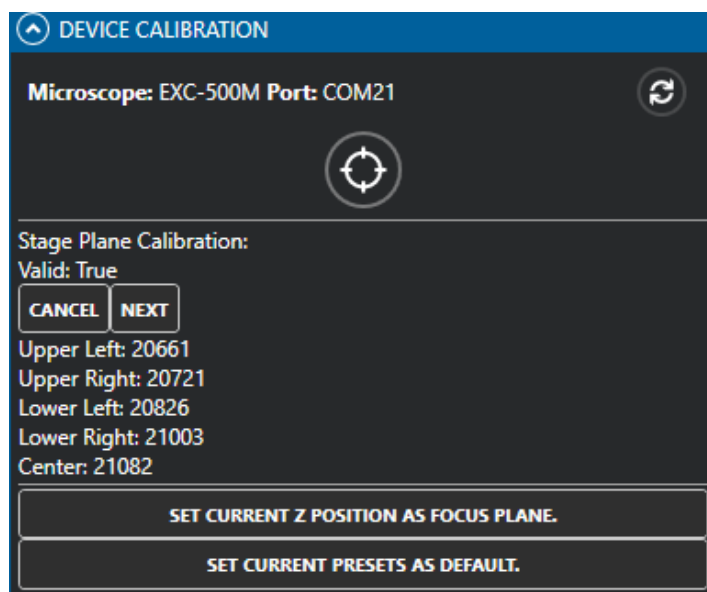 DEVICE CALIBRATION
Microscope: EXC-500M Port: COM21
Stage Plane Calibration:
Valid: True
CANCEL NEXT
Upper Left: 20661
Upper Right: 20721
Lower Left: 20826
Lower Right: 21003
Center: 21082
SET CURRENT Z POSITION AS FOCUS PLANE.
SET CURRENT PRESETS AS DEFAULT.